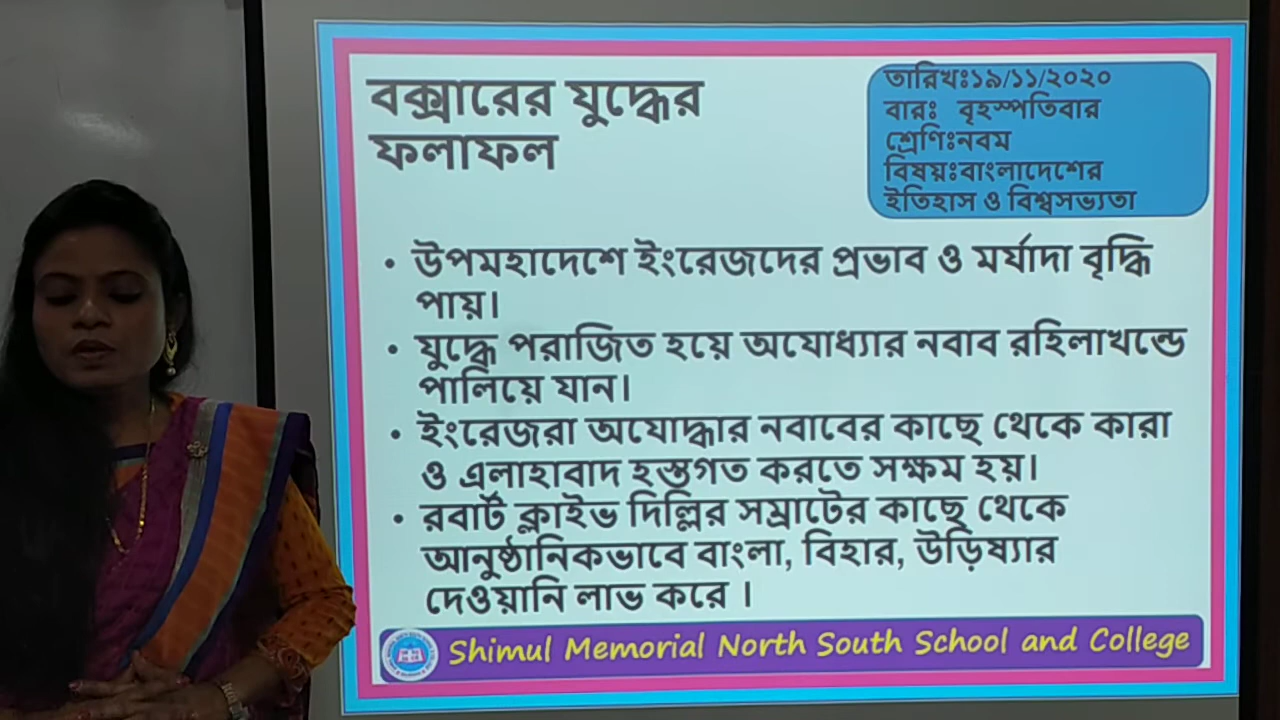 বক্সারের যুদ্ধের
ফলাফল
তারিখঃ১৯/১১/২০২০
বারঃ বৃহস্পতিবার
শ্রেণিঃনবম
বিষয়ঃবাংলাদেশের
ইতিহাস ও বিশ্বসভ্যতা
• উপমহাদেশে ইংরেজদের প্রভাব ও মর্যাদা বৃদ্ধি
পায়।
• যুদ্ধে পরাজিত হয়ে অযোধ্যার নবাব রহিলাখন্ডে
পালিয়ে যান।
• ইংরেজরা অযোদ্ধার নবাবের কাছে থেকে কারা
ও এলাহাবাদ হস্তগত করতে সক্ষম হয়।
• রবার্ট ক্লাইভ দিল্লির সম্রাটের কাছে থেকে
আনুষ্ঠানিকভাবে বাংলা, বিহার, উড়িষ্যার
দেওয়ানি লাভ করে ।
Shimul Memorial North South School and College